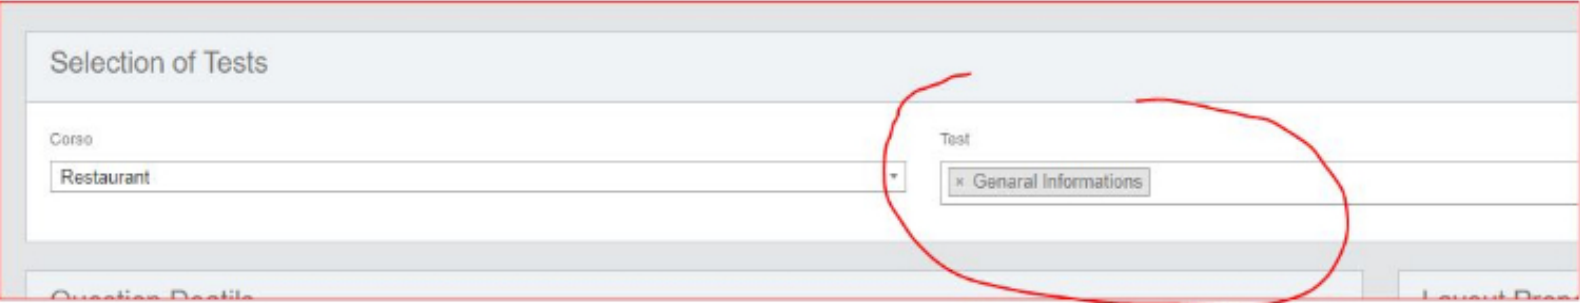 Selection of Tests
Corso
Test
Restaurant
× Genaral Informations